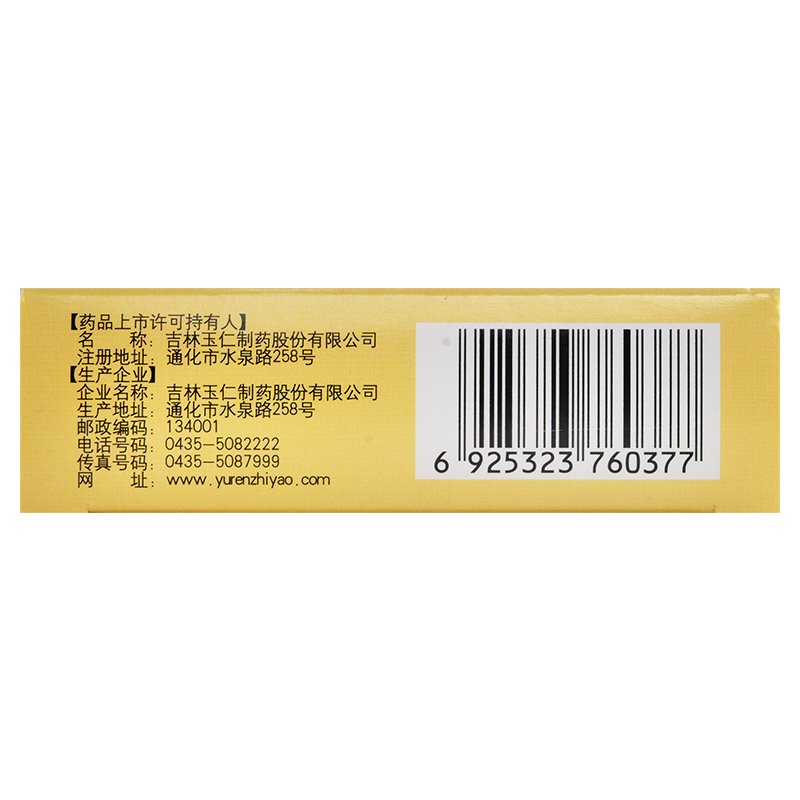 【药品上市许可持有人】
名　　称：吉林玉仁制药股份有限公司
注册地址：通化市水泉路258号
【生产企业】
企业名称：吉林玉仁制药股份有限公司
生产地址：通化市水泉路258号
邮政编码：134001
电话号码：0435-5082222
传真号码：0435-5087999
网　　址：www.yurenzhiyao.com
6 925323 760377